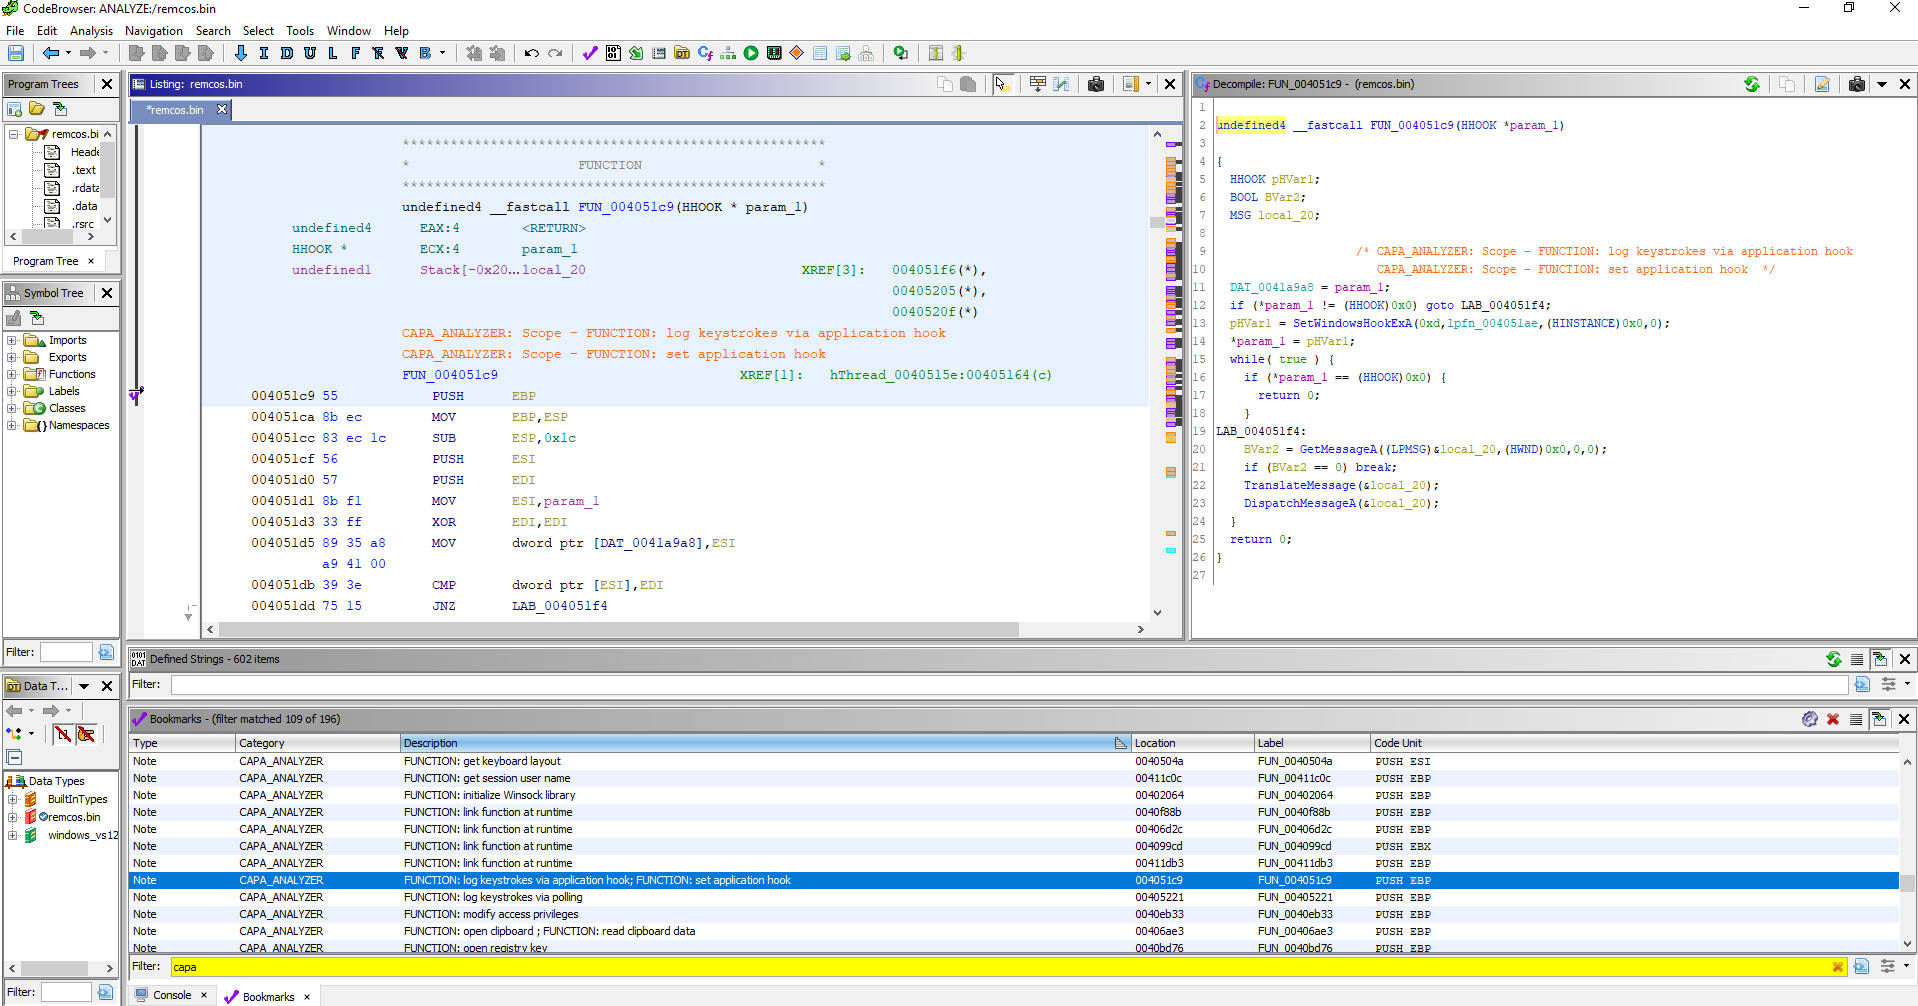 CodeBrowser: ANALYZE:/remcos.bin
File Edit Analysis Navigation Search Select Tools Window Help
I D U L F B
Program Trees
remcos.bi
Heade
.text
.rdata
.data
.rsrc
Program Tree ×
Symbol Tree
Imports
Exports
Functions
Labels
Classes
Namespaces
Filter:
Data T...
Data Types
BuiltInTypes
remcos.bin
windows_vs12
Filter:
Listing: remcos.bin
*remcos.bin
*****************************************************
* FUNCTION *
*****************************************************
undefined4 __fastcall FUN_004051c9(HHOOK * param_1)
undefined4 EAX:4 <RETURN>
HHOOK * ECX:4 param_1
undefined1 Stack[-0x20...local_20 XREF[3]: 004051f6(*),
00405205(*),
0040520f(*)
CAPA_ANALYZER: Scope - FUNCTION: log keystrokes via application hook
CAPA_ANALYZER: Scope - FUNCTION: set application hook
FUN_004051c9 XREF[1]: hThread_0040515e:00405164(c)
004051c9 55 PUSH EBP
004051ca 8b ec MOV EBP,ESP
004051cc 83 ec 1c SUB ESP,0x1c
004051cf 56 PUSH ESI
004051d0 57 PUSH EDI
004051d1 8b f1 MOV ESI,param_1
004051d3 33 ff XOR EDI,EDI
004051d5 89 35 a8 MOV dword ptr [DAT_0041a9a8],ESI
a9 41 00
004051db 39 3e CMP dword ptr [ESI],EDI
004051dd 75 15 JNZ LAB_004051f4
Decompile: FUN_004051c9 - (remcos.bin)
1
2 undefined4 __fastcall FUN_004051c9(HHOOK *param_1)
3
4 {
5 HHOOK pHVar1;
6 BOOL BVar2;
7 MSG local_20;
8
9 /* CAPA_ANALYZER: Scope - FUNCTION: log keystrokes via application hook
10 CAPA_ANALYZER: Scope - FUNCTION: set application hook */
11 DAT_0041a9a8 = param_1;
12 if (*param_1 != (HHOOK)0x0) goto LAB_004051f4;
13 pHVar1 = SetWindowsHookExA(0xd,lpfn_004051ae,(HINSTANCE)0x0,0);
14 *param_1 = pHVar1;
15 while( true ) {
16 if (*param_1 == (HHOOK)0x0) {
17 return 0;
18 }
19 LAB_004051f4:
20 BVar2 = GetMessageA((LPMSG)&local_20,(HWND)0x0,0,0);
21 if (BVar2 == 0) break;
22 TranslateMessage(&local_20);
23 DispatchMessageA(&local_20);
24 }
25 return 0;
26 }
27
Defined Strings - 602 items
Filter:
Bookmarks - (filter matched 109 of 196)
Type Category Description Location Label Code Unit
Note CAPA_ANALYZER FUNCTION: get keyboard layout 0040504a FUN_0040504a PUSH ESI
Note CAPA_ANALYZER FUNCTION: get session user name 00411c0c FUN_00411c0c PUSH EBP
Note CAPA_ANALYZER FUNCTION: initialize Winsock library 00402064 FUN_00402064 PUSH EBP
Note CAPA_ANALYZER FUNCTION: link function at runtime 0040f88b FUN_0040f88b PUSH EBP
Note CAPA_ANALYZER FUNCTION: link function at runtime 00406d2c FUN_00406d2c PUSH EBP
Note CAPA_ANALYZER FUNCTION: link function at runtime 004099cd FUN_004099cd PUSH EBX
Note CAPA_ANALYZER FUNCTION: link function at runtime 00411db3 FUN_00411db3 PUSH EBP
Note CAPA_ANALYZER FUNCTION: log keystrokes via application hook; FUNCTION: set application hook 004051c9 FUN_004051c9 PUSH EBP
Note CAPA_ANALYZER FUNCTION: log keystrokes via polling 00405221 FUN_00405221 PUSH EBP
Note CAPA_ANALYZER FUNCTION: modify access privileges 0040eb33 FUN_0040eb33 PUSH EBP
Note CAPA_ANALYZER FUNCTION: open clipboard ; FUNCTION: read clipboard data 00406ae3 FUN_00406ae3 PUSH EBP
Note CAPA_ANALYZER FUNCTION: open registry key 0040bd76 FUN_0040bd76 PUSH EBP
Filter: capa
Console × Bookmarks ×